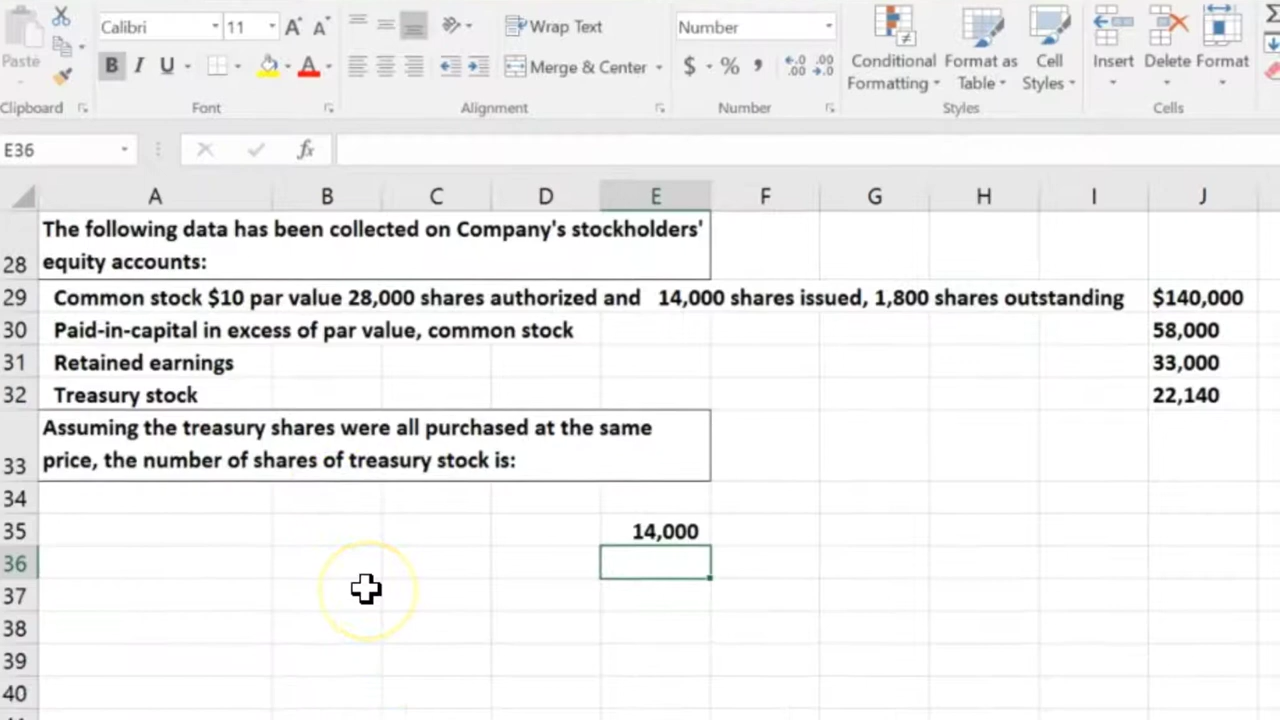 Calibri 11 A A Wrap Text Number Σ
Paste B I U A Merge & Center $ % , .00 .00 Conditional Format as Cell Insert Delete Format
Formatting Table Styles
Clipboard Font Alignment Number Styles Cells
E36 fx
A B C D E F G H I J
28 The following data has been collected on Company's stockholders'
equity accounts:
29 Common stock $10 par value 28,000 shares authorized and 14,000 shares issued, 1,800 shares outstanding $140,000
30 Paid-in-capital in excess of par value, common stock 58,000
31 Retained earnings 33,000
32 Treasury stock 22,140
33 Assuming the treasury shares were all purchased at the same
price, the number of shares of treasury stock is:
34
35 14,000
36
37
38
39
40